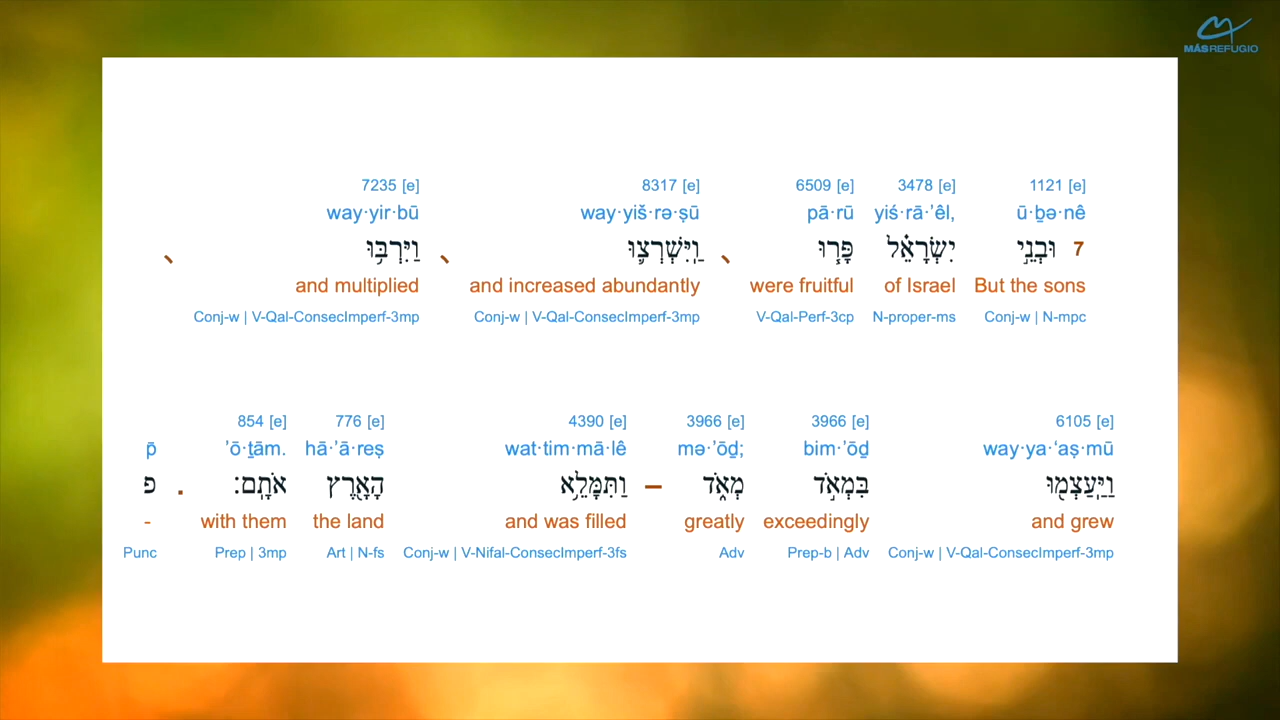 MÁSREFUGIO
1121 [e] 3478 [e] 6509 [e] 8317 [e] 7235 [e]
ū·ḇə·nê yiś·rā·’êl, pā·rū way·yiš·rə·ṣū way·yir·bū
7 וּבְנֵ֣י יִשְׂרָאֵ֗ל פָּר֧וּ 、 וַֽיִּשְׁרְצ֛וּ 、 וַיִּרְבּ֥וּ 、
But the sons of Israel were fruitful and increased abundantly and multiplied
Conj-w | N-mpc N-proper-ms V-Qal-Perf-3cp Conj-w | V-Qal-ConsecImperf-3mp Conj-w | V-Qal-ConsecImperf-3mp
6105 [e] 3966 [e] 3966 [e] 4390 [e] 776 [e] 854 [e]
way·ya·‘aṣ·mū bim·’ōḏ mə·’ōḏ; wat·tim·mā·lê hā·’ā·reṣ ’ō·ṯām. p̄
וַיַּֽעַצְמ֖וּ בִּמְאֹ֣ד מְאֹ֑ד – וַתִּמָּלֵ֥א הָאָ֖רֶץ אֹתָֽם׃ . פ
and grew exceedingly greatly and was filled the land with them -
Conj-w | V-Qal-ConsecImperf-3mp Prep-b | Adv Adv Conj-w | V-Nifal-ConsecImperf-3fs Art | N-fs Prep | 3mp Punc